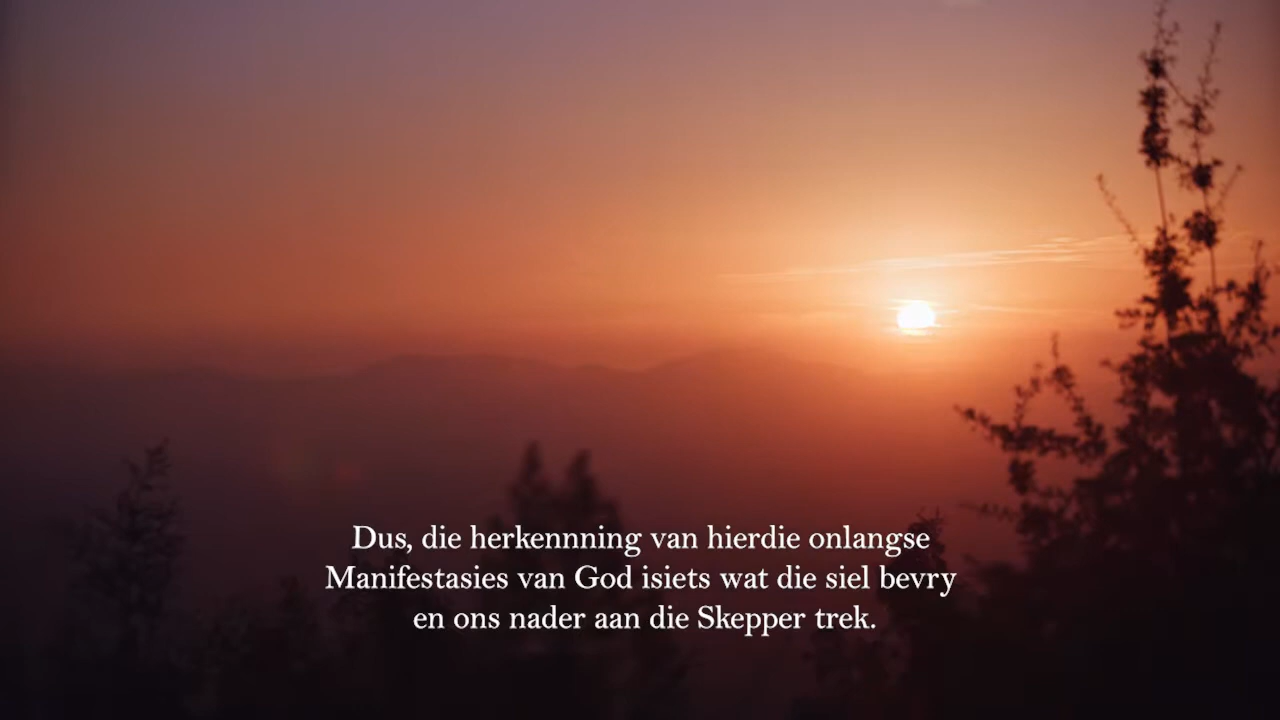 Dus, die herkennning van hierdie onlangse
Manifestasies van God isiets wat die siel bevry
en ons nader aan die Skepper trek.